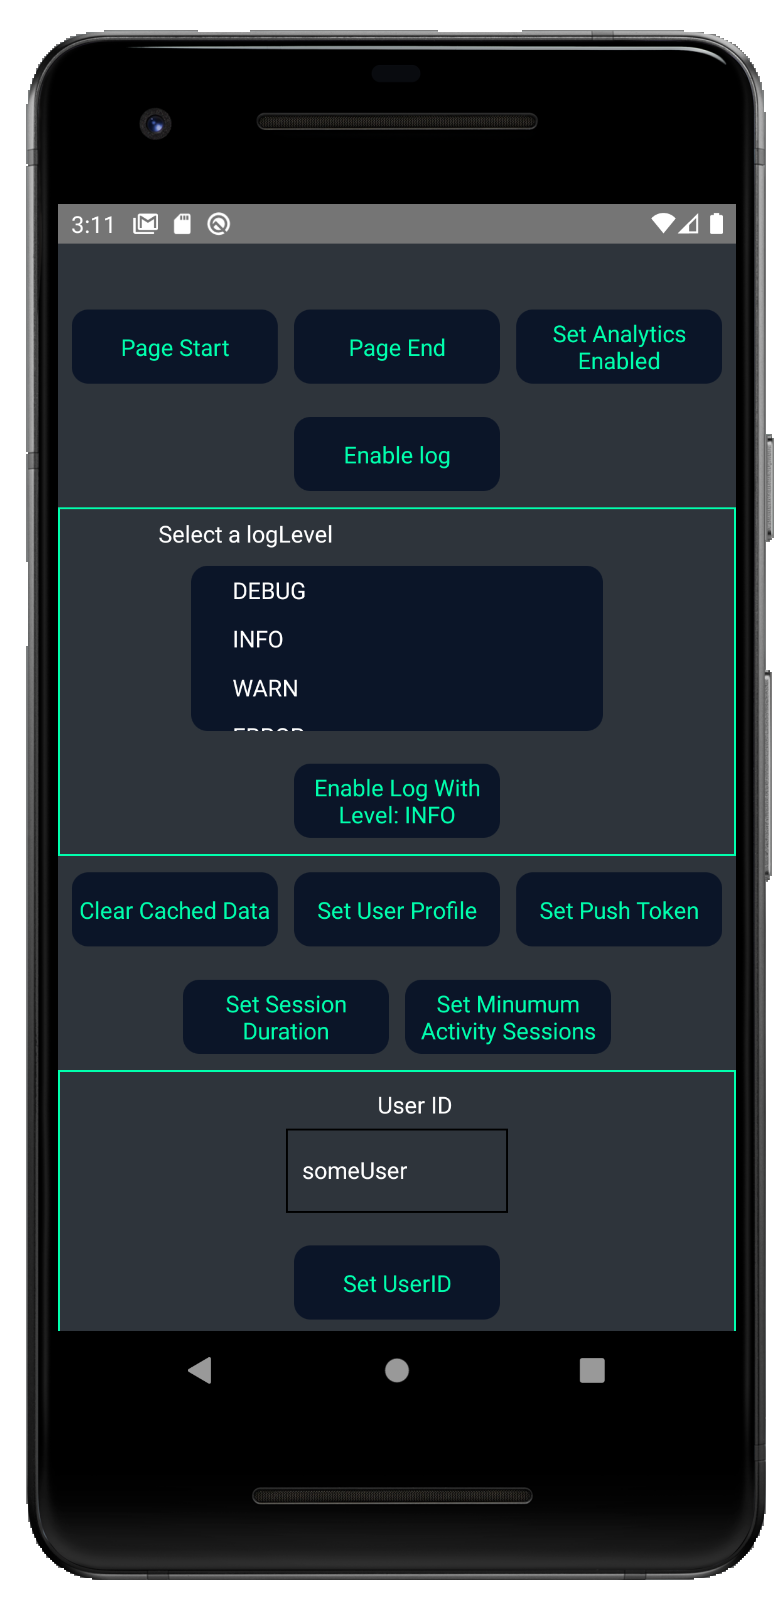 3:11
Page Start
Page End
Set Analytics
Enabled
Enable log
Select a logLevel
DEBUG
INFO
WARN
ERROR
Enable Log With
Level: INFO
Clear Cached Data
Set User Profile
Set Push Token
Set Session
Duration
Set Minumum
Activity Sessions
User ID
someUser
Set UserID